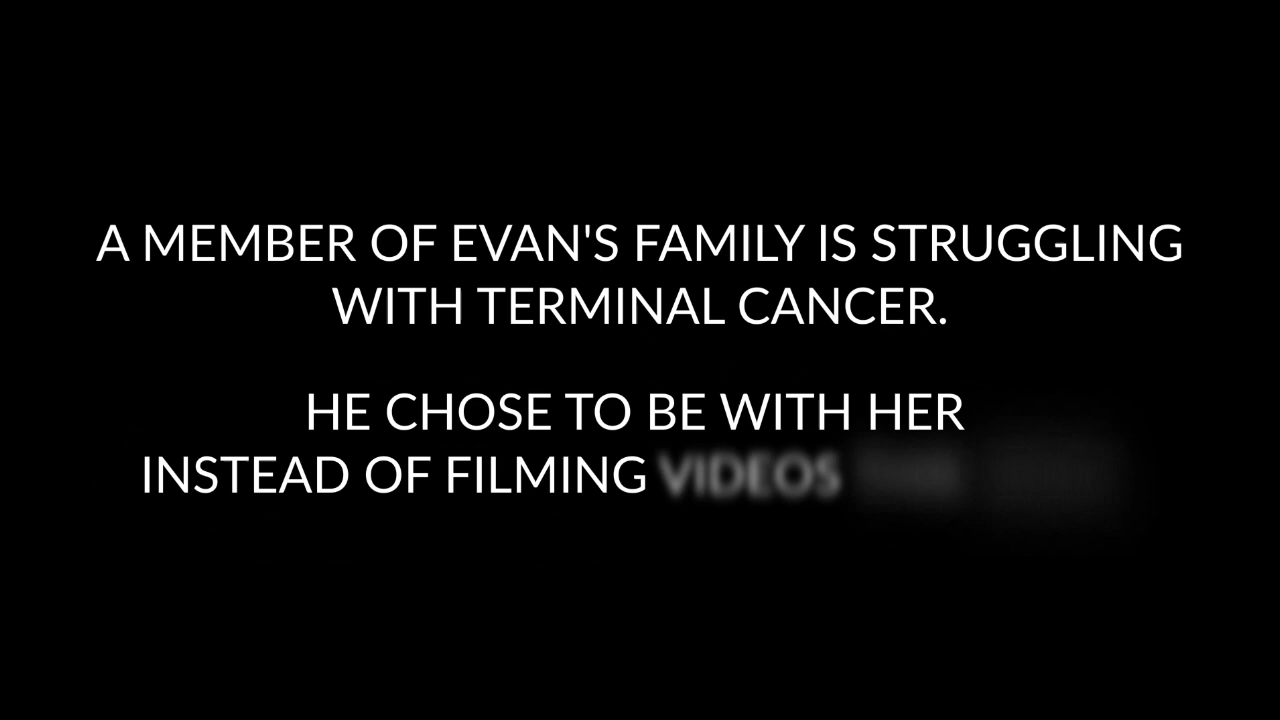 A MEMBER OF EVAN'S FAMILY IS STRUGGLING
WITH TERMINAL CANCER.
HE CHOSE TO BE WITH HER
INSTEAD OF FILMING VIDEOS